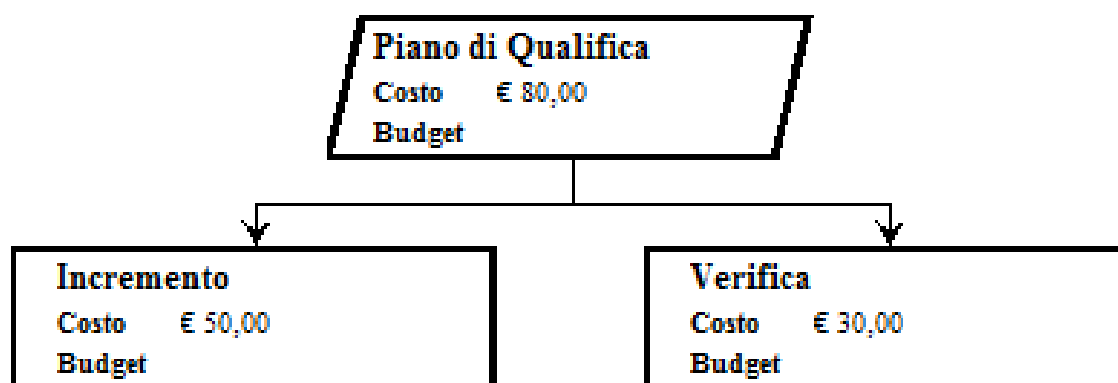 Piano di Qualifica
Costo € 80,00
Budget
Incremento
Costo € 50,00
Budget
Verifica
Costo € 30,00
Budget